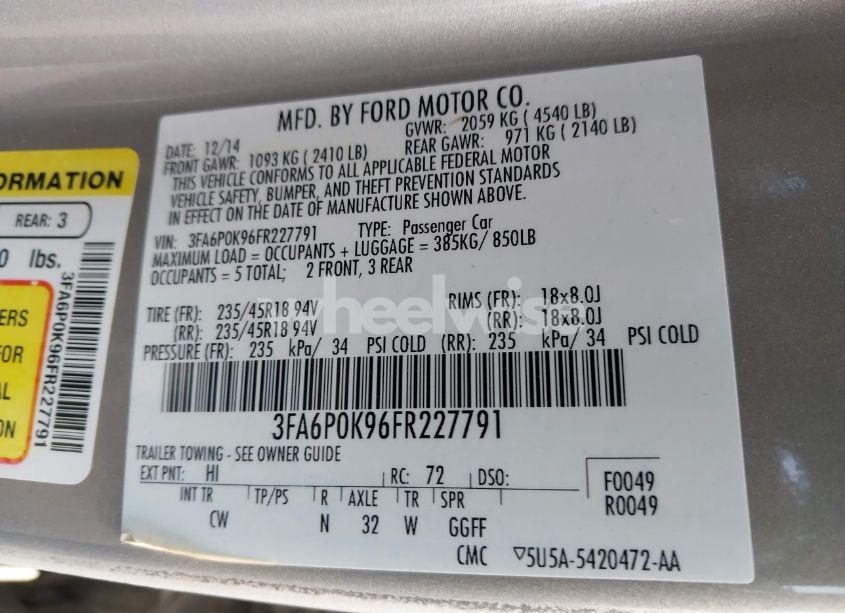 MFD. BY FORD MOTOR CO.
DATE: 12/14 GVWR: 2059 KG ( 4540 LB)
FRONT GAWR: 1093 KG ( 2410 LB) REAR GAWR: 971 KG ( 2140 LB)
THIS VEHICLE CONFORMS TO ALL APPLICABLE FEDERAL MOTOR
VEHICLE SAFETY, BUMPER, AND THEFT PREVENTION STANDARDS
IN EFFECT ON THE DATE OF MANUFACTURE SHOWN ABOVE.
VIN: 3FA6P0K96FR227791 TYPE: Passenger Car
MAXIMUM LOAD = OCCUPANTS + LUGGAGE = 385KG/ 850LB
OCCUPANTS = 5 TOTAL; 2 FRONT, 3 REAR
TIRE (FR): 235/45R18 94V RIMS (FR): 18x8.0J
(RR): 235/45R18 94V (RR): 18x8.0J
PRESSURE (FR): 235 kPa/ 34 PSI COLD (RR): 235 kPa/ 34 PSI COLD
3FA6P0K96FR227791
TRAILER TOWING - SEE OWNER GUIDE
EXT PNT: HI RC: 72 DSO: F0049
R0049
INT TR TP/PS R AXLE TR SPR
CW N 32 W GGFF
CMC ▽5U5A-5420472-AA
ORMATION
REAR: 3
0 lbs.
3FA6P0K96FR227791
ERS
FOR
AL
ON
wheelwise